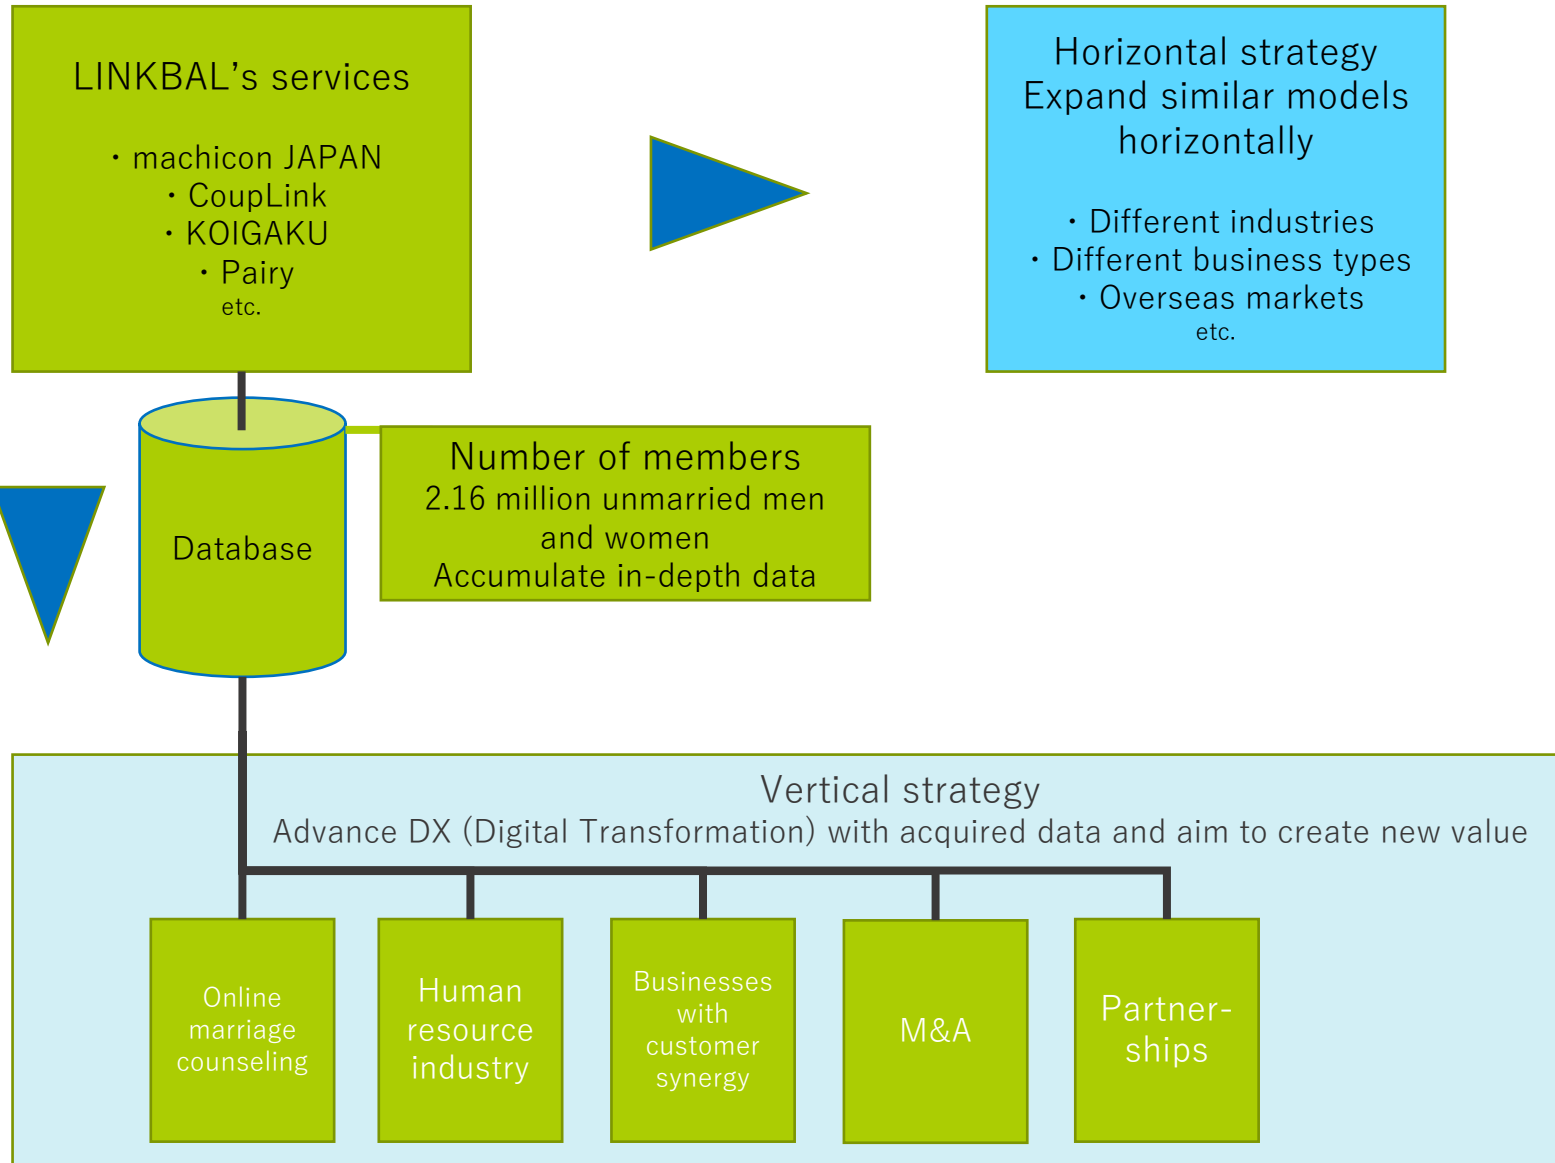 LINKBAL’s services
・machicon JAPAN
・CoupLink
・KOIGAKU
・Pairy
etc.
Horizontal strategy
Expand similar models
horizontally
・Different industries
・Different business types
・Overseas markets
etc.
Database
Number of members
2.16 million unmarried men
and women
Accumulate in-depth data
Vertical strategy
Advance DX (Digital Transformation) with acquired data and aim to create new value
Online
marriage
counseling
Human
resource
industry
Businesses
with
customer
synergy
M&A
Partner-
ships